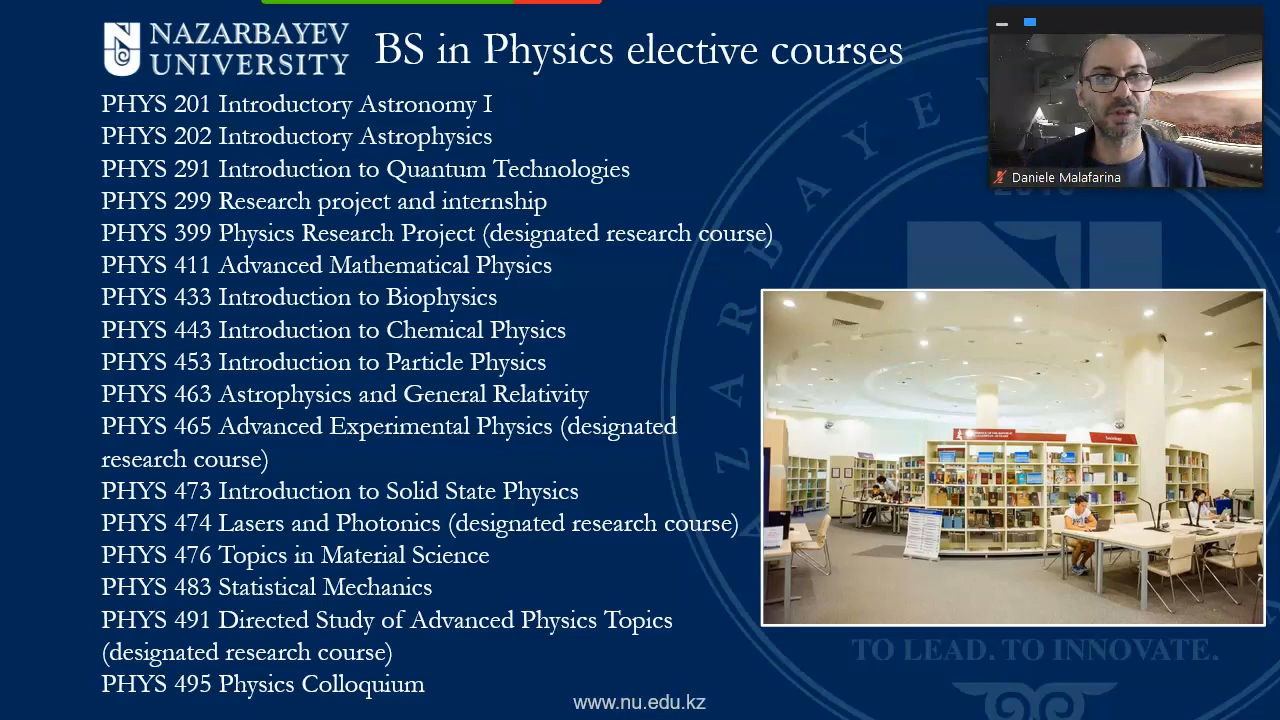 NAZARBAYEV
UNIVERSITY
BS in Physics elective courses
PHYS 201 Introductory Astronomy I
PHYS 202 Introductory Astrophysics
PHYS 291 Introduction to Quantum Technologies
PHYS 299 Research project and internship
PHYS 399 Physics Research Project (designated research course)
PHYS 411 Advanced Mathematical Physics
PHYS 433 Introduction to Biophysics
PHYS 443 Introduction to Chemical Physics
PHYS 453 Introduction to Particle Physics
PHYS 463 Astrophysics and General Relativity
PHYS 465 Advanced Experimental Physics (designated
research course)
PHYS 473 Introduction to Solid State Physics
PHYS 474 Lasers and Photonics (designated research course)
PHYS 476 Topics in Material Science
PHYS 483 Statistical Mechanics
PHYS 491 Directed Study of Advanced Physics Topics
(designated research course)
PHYS 495 Physics Colloquium
Daniele Malafarina
NAZARBAYEV
TO LEAD. TO INNOVATE.
www.nu.edu.kz